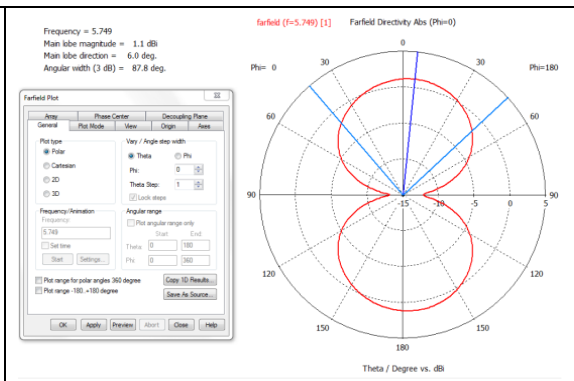 Frequency = 5.749
Main lobe magnitude = 1.1 dBi
Main lobe direction = 6.0 deg.
Angular width (3 dB) = 87.8 deg.
farfield (f=5.749) [1]
Farfield Directivity Abs (Phi=0)
Farfield Plot
Array Phase Center Decoupling Plane
General Plot Mode View Origin Axes
Plot type
Polar
Cartesian
2D
3D
Vary / Angle step width
Theta Phi
Phi: 0
Theta Step: 1
Lock steps
Frequency/Animation
Frequency:
5.749
Set time
Start Settings...
Angular range
Plot angular range only
Start End:
Theta: 0 180
Phi: 0 360
Plot range for polar angles 360 degree
Plot range -180..+180 degree
Copy 1D Results...
Save As Source...
OK Apply Preview Abort Close Help
0
30 30
Phi= 0 Phi=180
60 60
90 -15 -10 -5 0 5 90
120 120
150 150
180
Theta / Degree vs. dBi